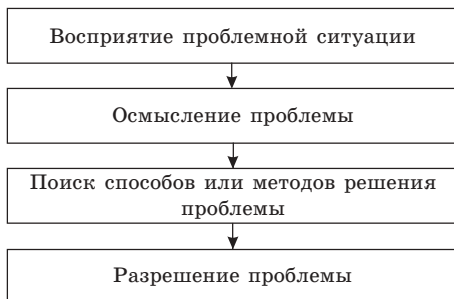 Восприятие проблемной ситуации
Осмысление проблемы
Поиск способов или методов решения
проблемы
Разрешение проблемы